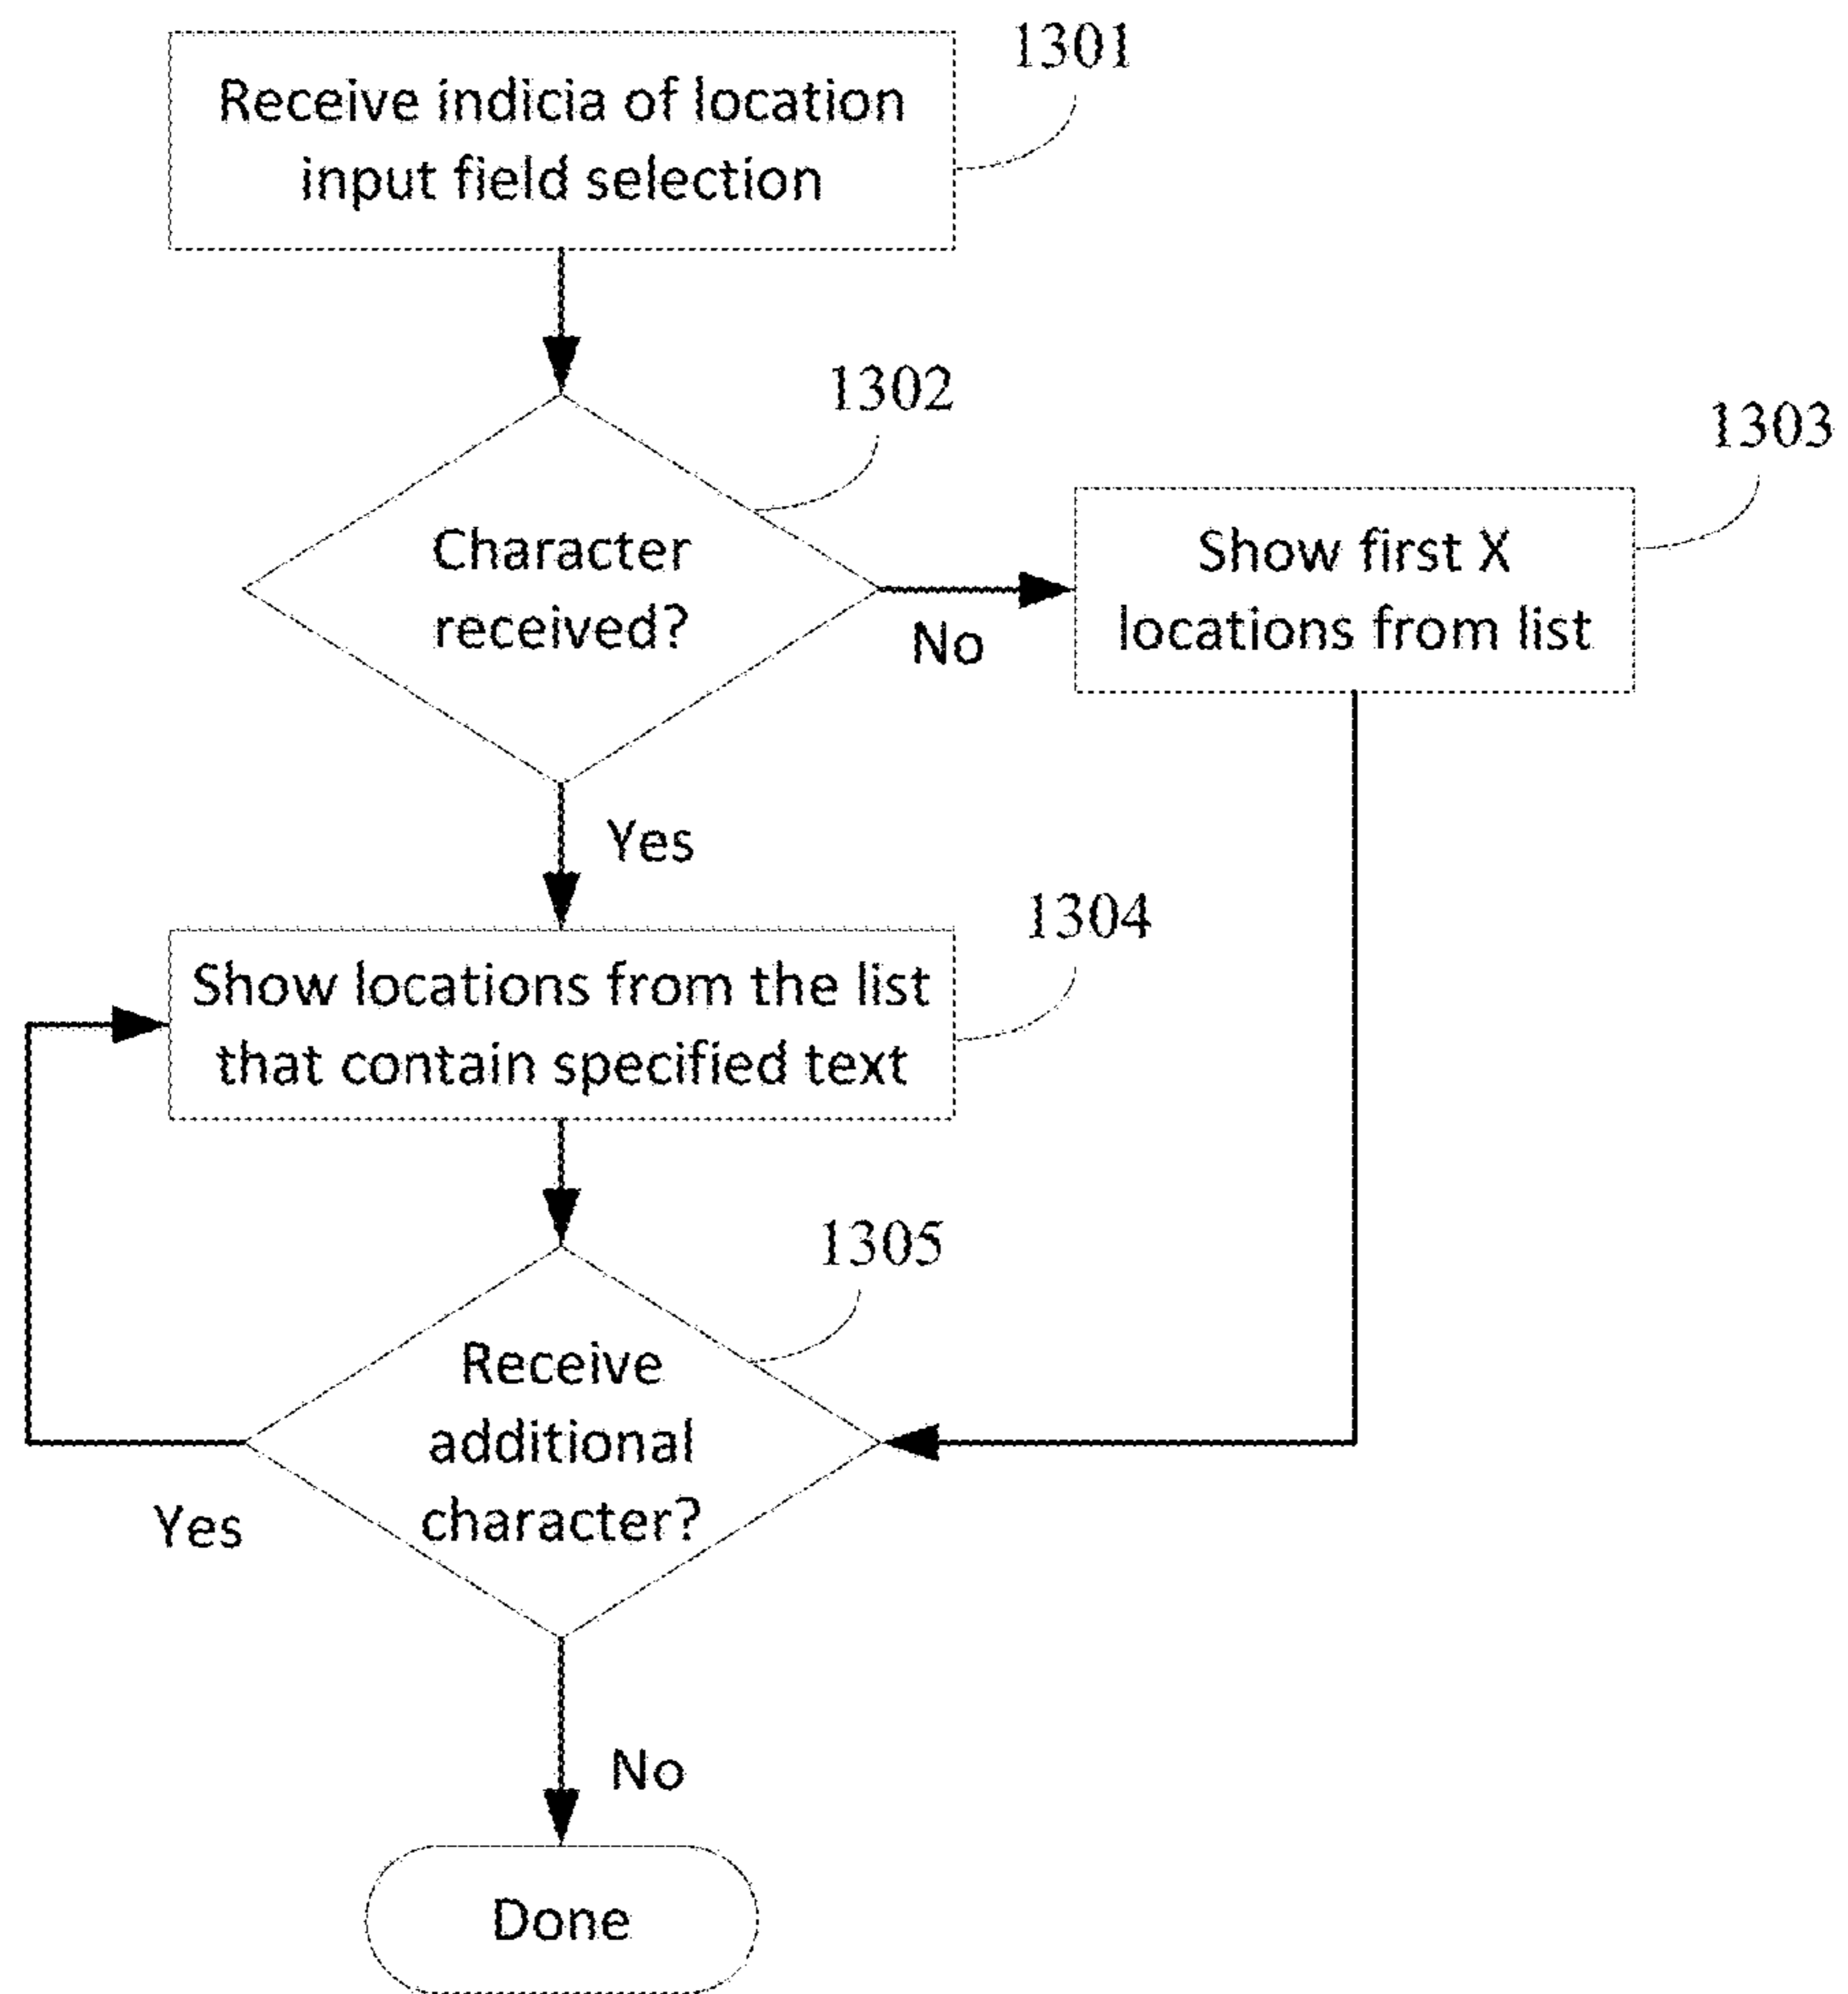 1301
Receive indicia of location
input field selection
1302
1303
Character
received?
Show first X
locations from list
No
Yes
1304
Show locations from the list
that contain specified text
1305
Receive
additional
character?
Yes
No
Done